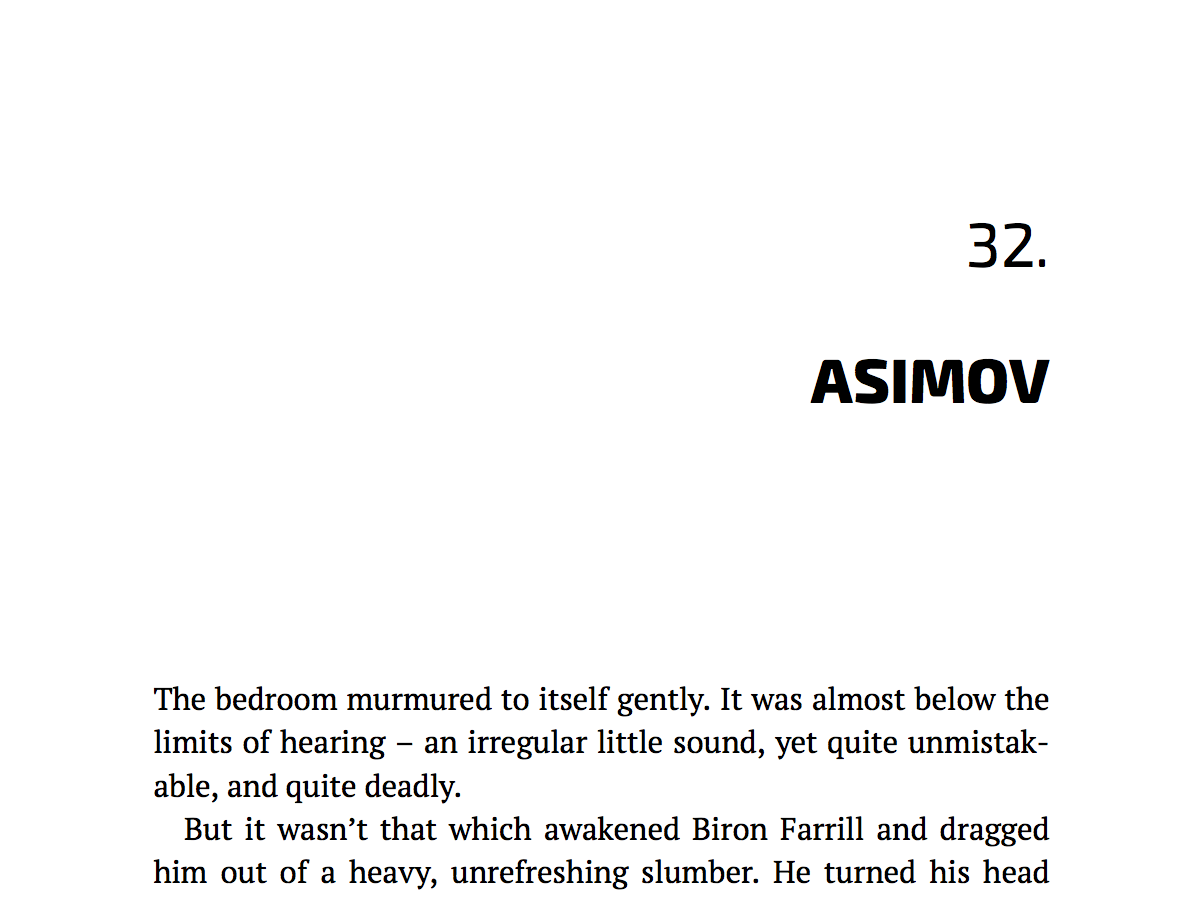 32.
ASIMOV
The bedroom murmured to itself gently. It was almost below the
limits of hearing – an irregular little sound, yet quite unmistak-
able, and quite deadly.
But it wasn’t that which awakened Biron Farrill and dragged
him out of a heavy, unrefreshing slumber. He turned his head